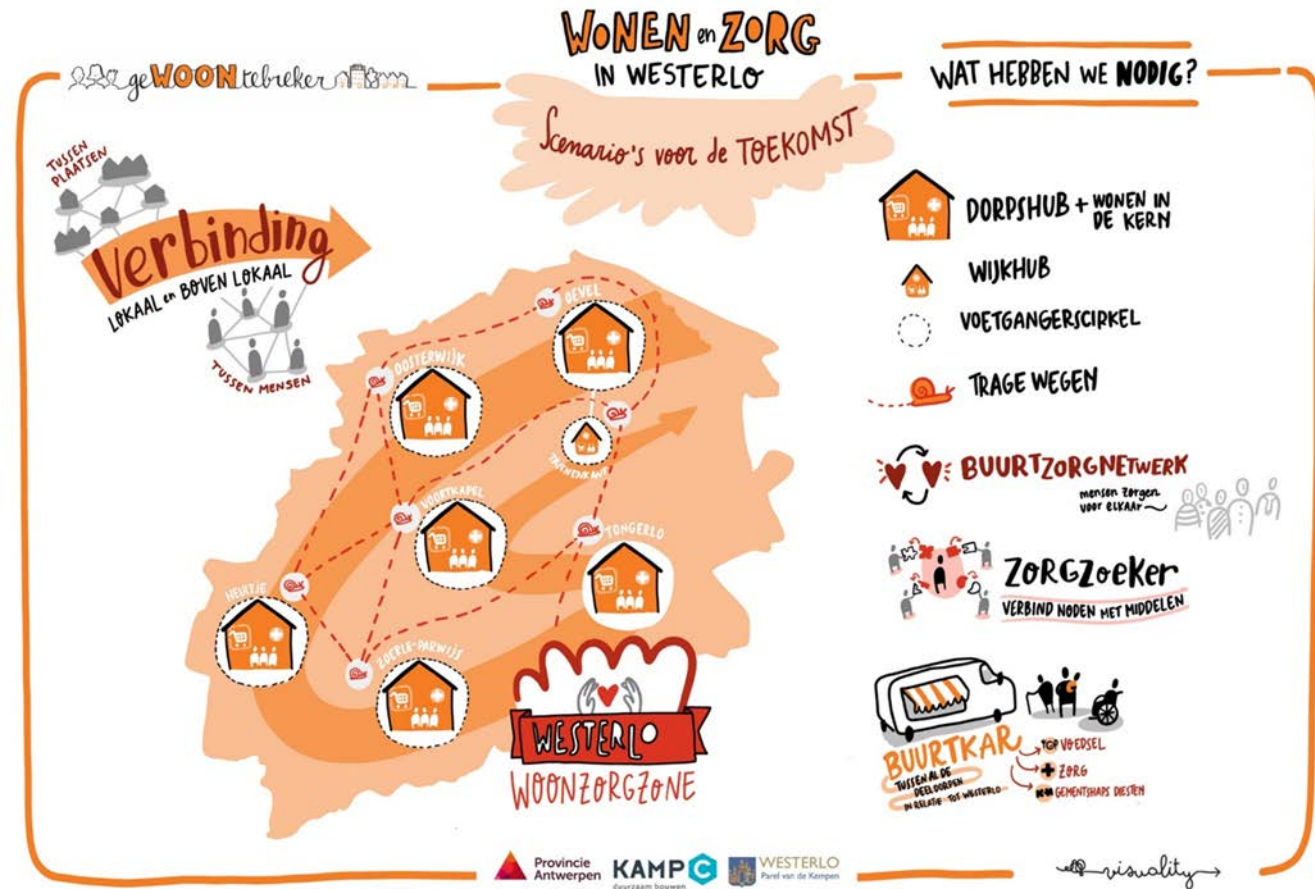 geWOONtebreker
WONEN en ZORG
IN WESTERLO
Scenario's voor de TOEKOMST
WAT HEBBEN WE NODIG?
TUSSEN
PLAATSEN
Verbinding
LOKAAL en BOVEN LOKAAL
TUSSEN MENSEN
OEVEL
OOSTERWIJK
VOORTKAPEL
TONGERLO
HEULTJE
ZOERLE-PARWIJS
WESTERLO
WOONZORGZONE
DORPSHUB + WONEN IN
DE KERN
WIJKHUB
VOETGANGERSCIRKEL
TRAGE WEGEN
BUURTZORGNETWERK
mensen zorgen
voor elkaar
ZORGZOEKER
VERBIND NODEN MET MIDDELEN
BUURTKAR
TUSSEN AL DE
DEELDORPEN
IN RELATIE TOT WESTERLO
VOEDSEL
ZORG
GEMENTSHAPS DIESTEN
Provincie
Antwerpen
KAMP C
duurzaam bouwen
WESTERLO
Parel van de Kempen
visuality